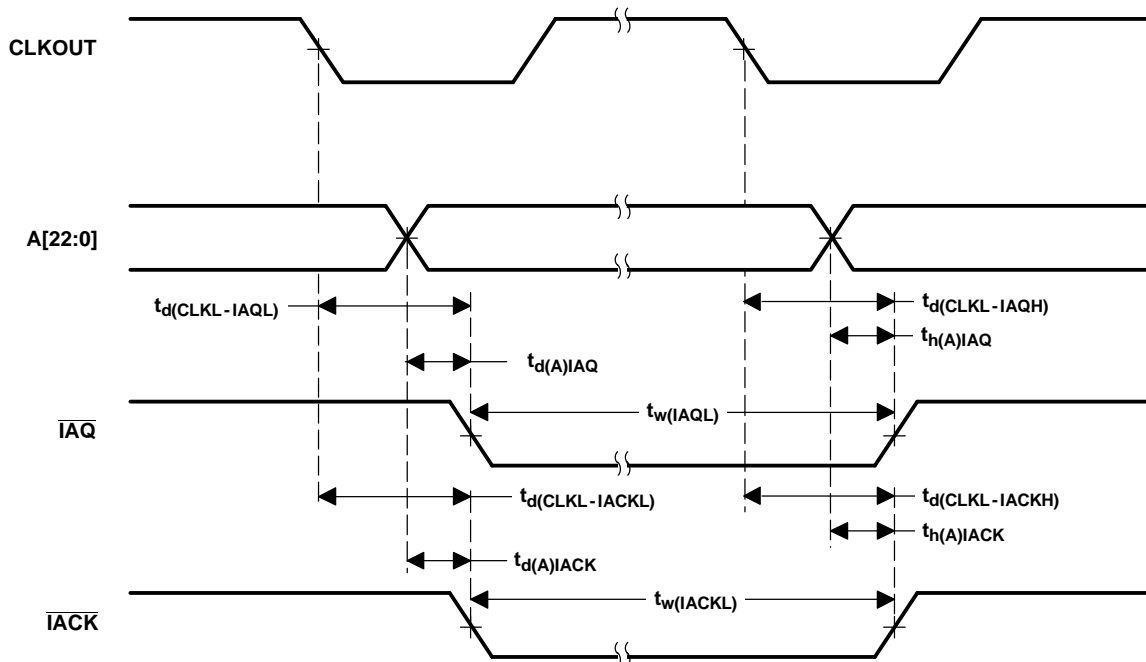 CLKOUT
A[22:0]
td(CLKL-IAQL)
td(CLKL-IAQH)
th(A)IAQ
td(A)IAQ
tw(IAQL)
IAQ
td(CLKL-IACKL)
td(CLKL-IACKH)
th(A)IACK
td(A)IACK
tw(IACKL)
IACK